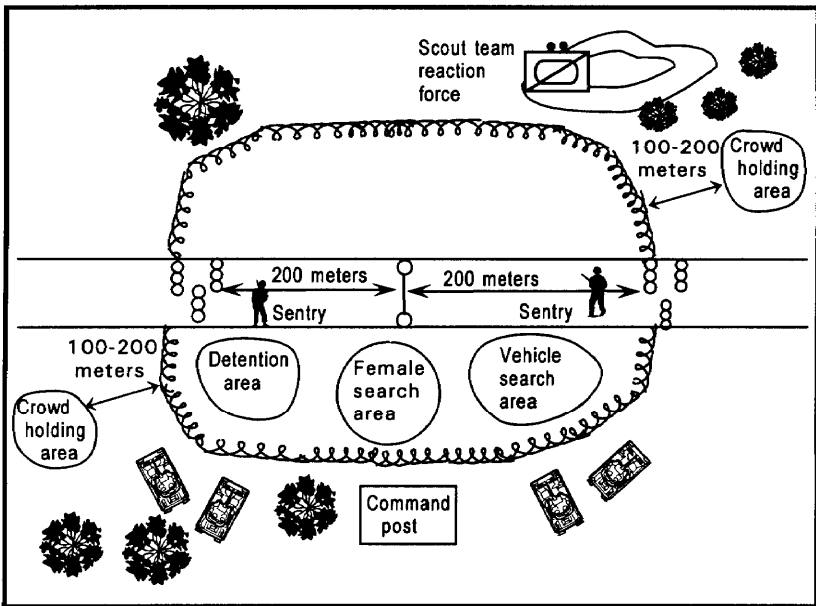 Scout team
reaction
force
100-200
meters
Crowd
holding
area
200 meters
200 meters
Sentry
Sentry
100-200
meters
Detention
area
Female
search
area
Vehicle
search
area
Crowd
holding
area
Command
post